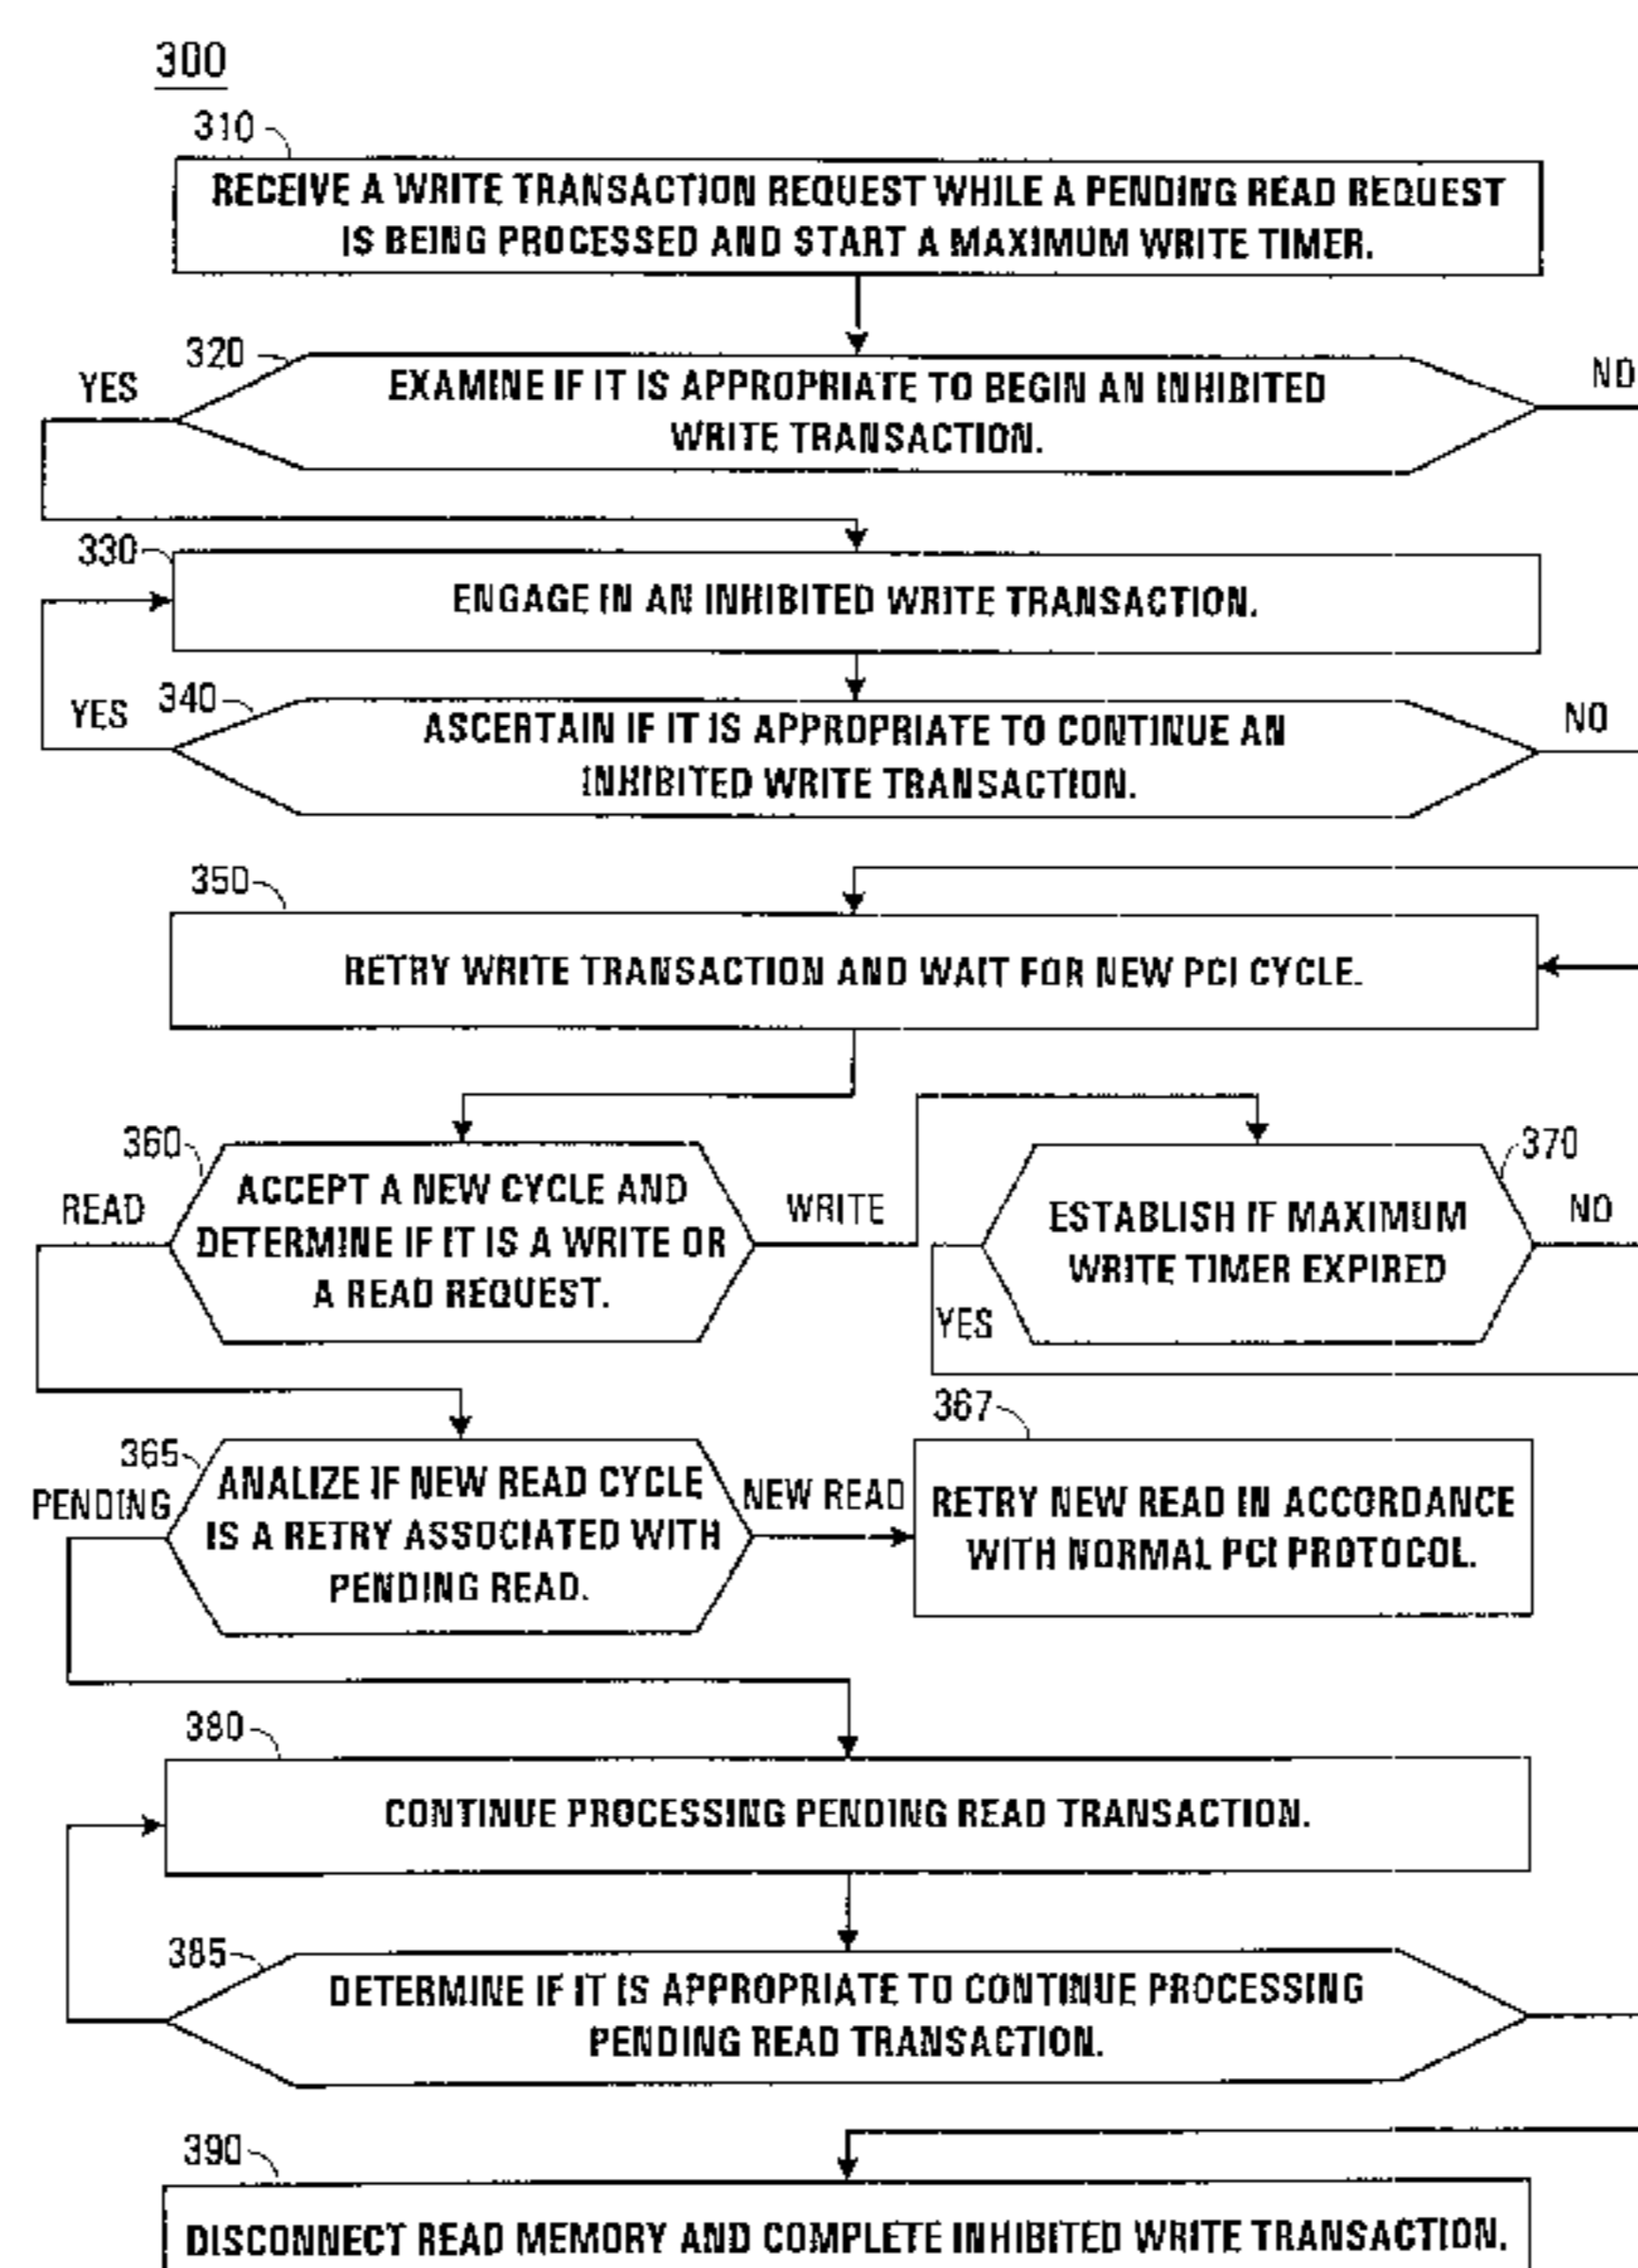 300
310
RECEIVE A WRITE TRANSACTION REQUEST WHILE A PENDING READ REQUEST
IS BEING PROCESSED AND START A MAXIMUM WRITE TIMER.
320
YES
NO
EXAMINE IF IT IS APPROPRIATE TO BEGIN AN INHIBITED
WRITE TRANSACTION.
330
ENGAGE IN AN INHIBITED WRITE TRANSACTION.
340
YES
NO
ASCERTAIN IF IT IS APPROPRIATE TO CONTINUE AN
INHIBITED WRITE TRANSACTION.
350
RETRY WRITE TRANSACTION AND WAIT FOR NEW PCI CYCLE.
360
READ
ACCEPT A NEW CYCLE AND
DETERMINE IF IT IS A WRITE OR
A READ REQUEST.
WRITE
370
ESTABLISH IF MAXIMUM
WRITE TIMER EXPIRED
NO
YES
365
PENDING
ANALIZE IF NEW READ CYCLE
IS A RETRY ASSOCIATED WITH
PENDING READ.
NEW READ
367
RETRY NEW READ IN ACCORDANCE
WITH NORMAL PCI PROTOCOL.
380
CONTINUE PROCESSING PENDING READ TRANSACTION.
385
DETERMINE IF IT IS APPROPRIATE TO CONTINUE PROCESSING
PENDING READ TRANSACTION.
390
DISCONNECT READ MEMORY AND COMPLETE INHIBITED WRITE TRANSACTION.